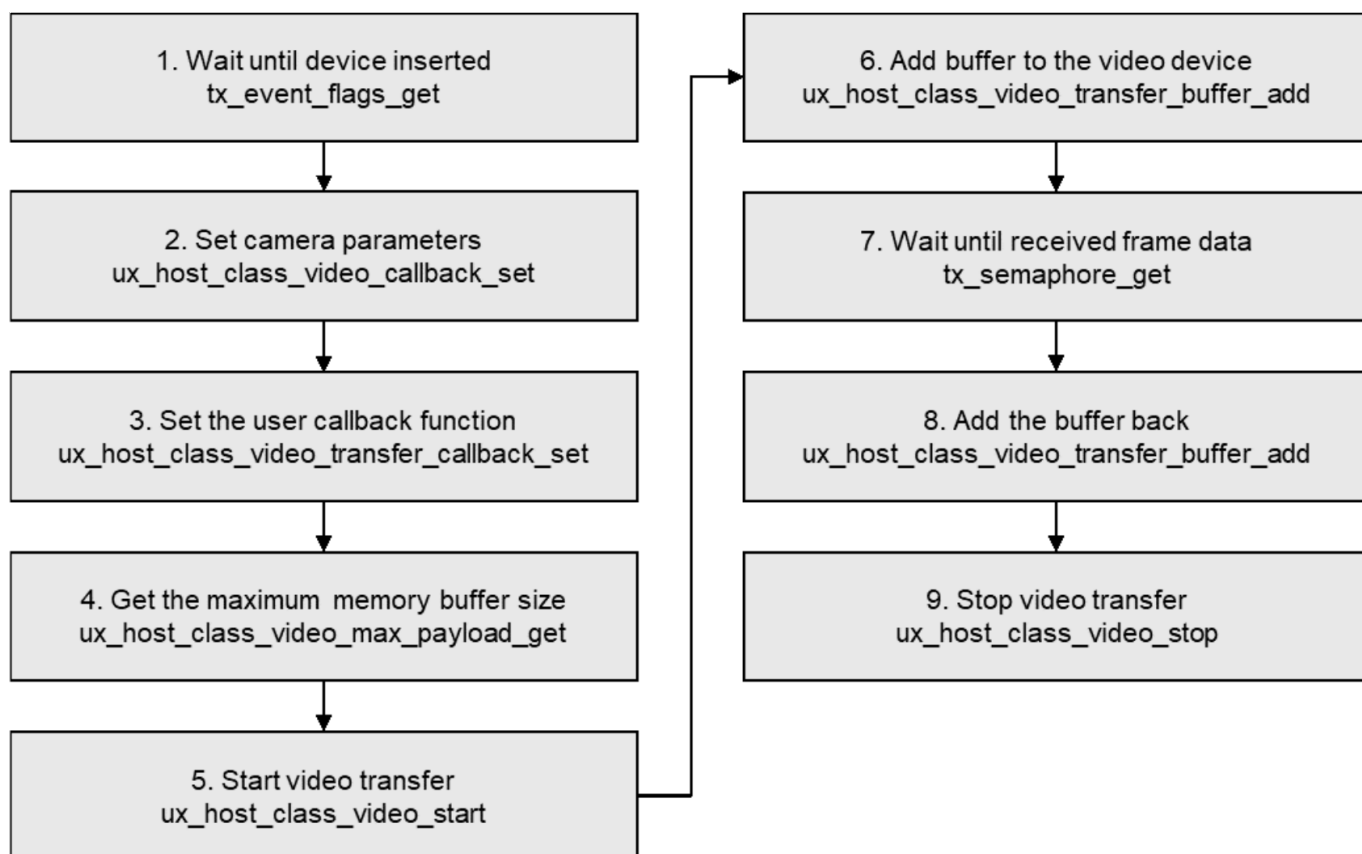 1. Wait until device inserted
tx_event_flags_get
2. Set camera parameters
ux_host_class_video_callback_set
3. Set the user callback function
ux_host_class_video_transfer_callback_set
4. Get the maximum memory buffer size
ux_host_class_video_max_payload_get
5. Start video transfer
ux_host_class_video_start
6. Add buffer to the video device
ux_host_class_video_transfer_buffer_add
7. Wait until received frame data
tx_semaphore_get
8. Add the buffer back
ux_host_class_video_transfer_buffer_add
9. Stop video transfer
ux_host_class_video_stop